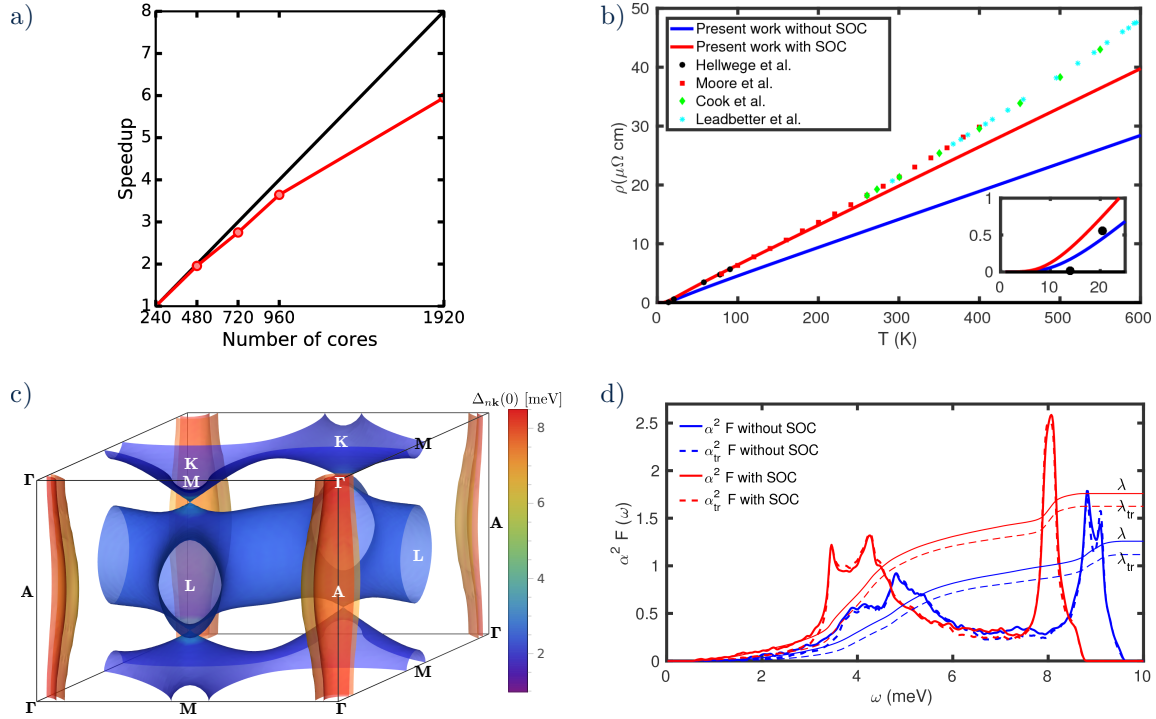 a)
8
7
6
5
4
3
2
1
Speedup
240 480 720 960 1920
Number of cores
b)
50
40
30
20
10
0
ρ(μΩ cm)
Present work without SOC
Present work with SOC
Hellwege et al.
Moore et al.
Cook et al.
Leadbetter et al.
1
0.5
0
0 10 20
0 100 200 300 400 500 600
T (K)
c)
Δnk(0) [meV]
8
6
4
2
K
M
K
M
Γ
Γ
A
L
L
A
A
Γ
M
Γ
M
Γ
d)
2.5
2
1.5
1
0.5
0
α² F (ω)
α² F without SOC
α²tr F without SOC
α² F with SOC
α²tr F with SOC
λ
λtr
λ
λtr
0 2 4 6 8 10
ω (meV)